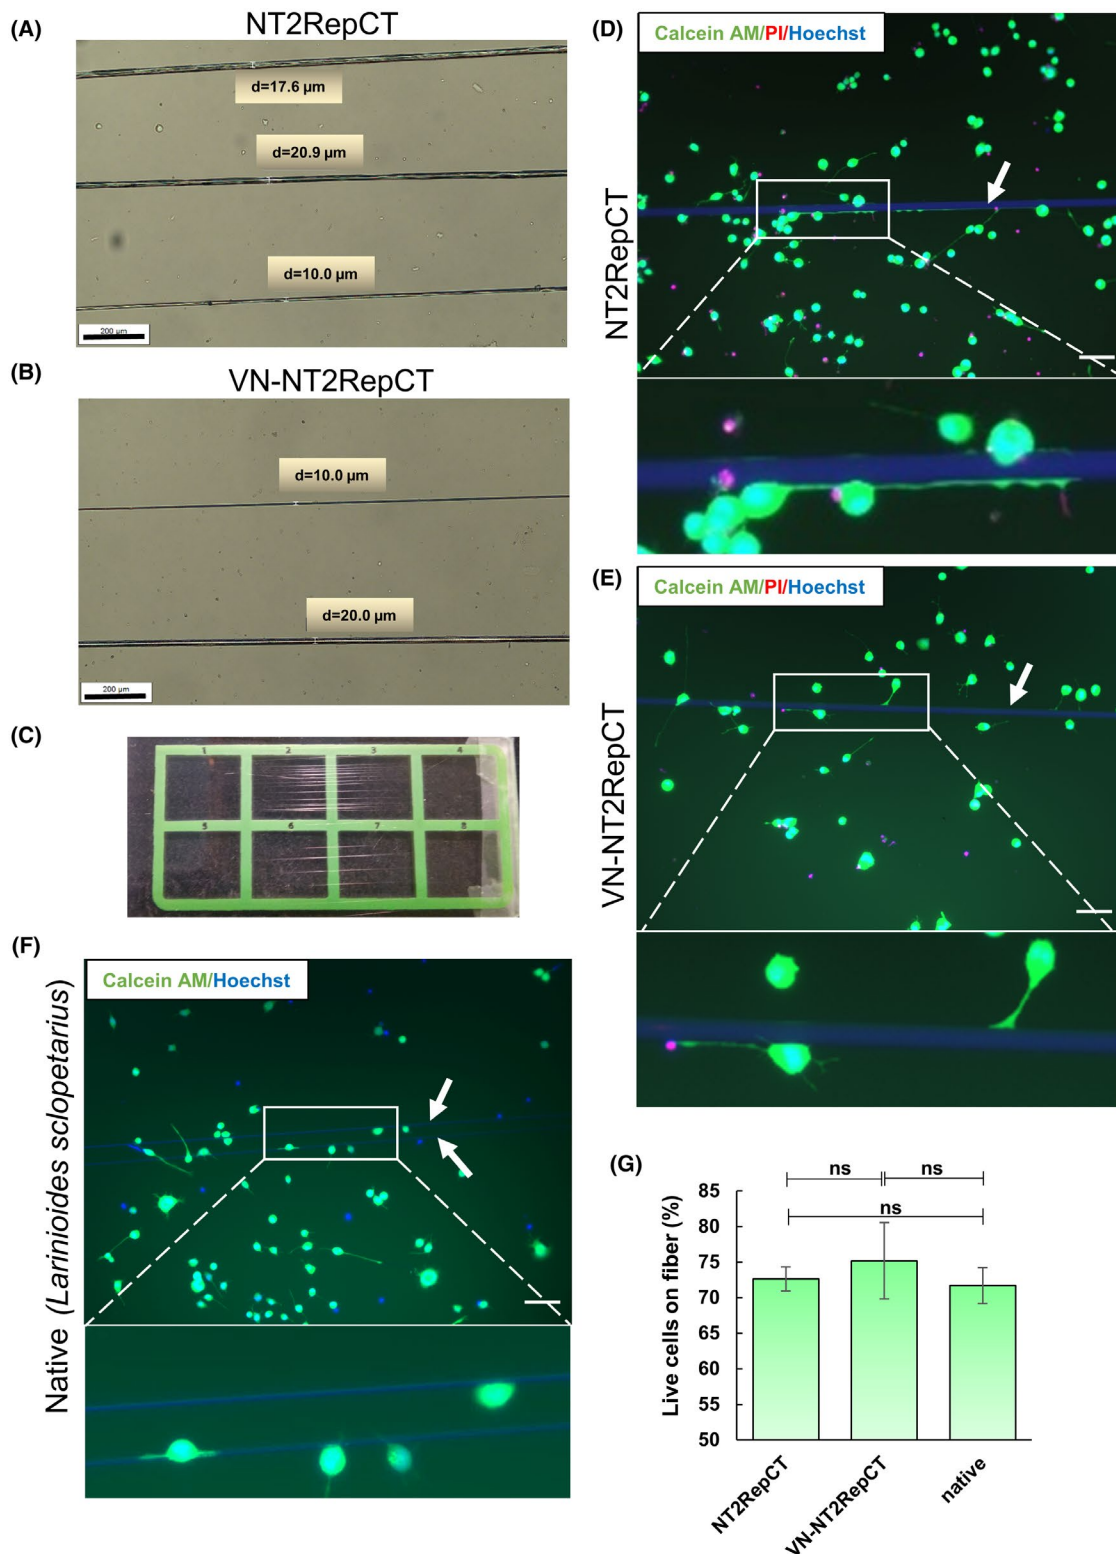 (A)
NT2RepCT
d=17.6 µm
d=20.9 µm
d=10.0 µm
200 µm
(B)
VN-NT2RepCT
d=10.0 µm
d=20.0 µm
200 µm
(C)
1 2 3 4
5 6 7 8
(D)
Calcein AM/PI/Hoechst
NT2RepCT
(E)
Calcein AM/PI/Hoechst
VN-NT2RepCT
(F)
Calcein AM/Hoechst
Native (Larinioides sclopetarius)
(G)
ns
ns
ns
Live cells on fiber (%)
85
80
75
70
65
60
55
50
NT2RepCT
VN-NT2RepCT
native